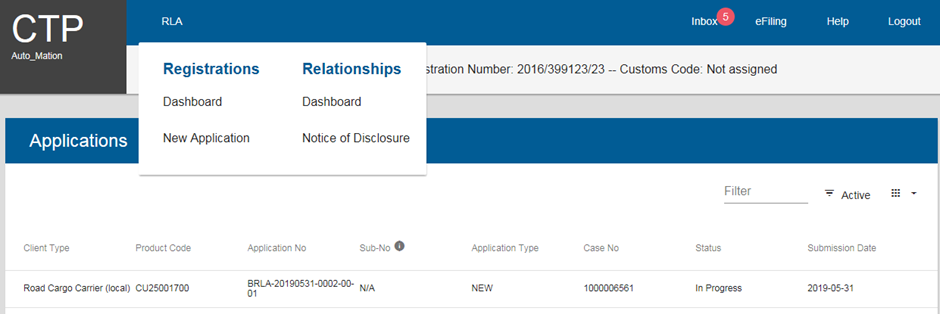 CTP
Auto_Mation
RLA
Inbox 5
eFiling
Help
Logout
Registrations
Relationships
Dashboard
Dashboard
New Application
Notice of Disclosure
stration Number: 2016/399123/23 -- Customs Code: Not assigned
Applications
Filter
Active
Client Type Product Code Application No Sub-No Application Type Case No Status Submission Date
Road Cargo Carrier (local) CU25001700 BRLA-20190531-0002-00- N/A NEW 1000006561 In Progress 2019-05-31
01